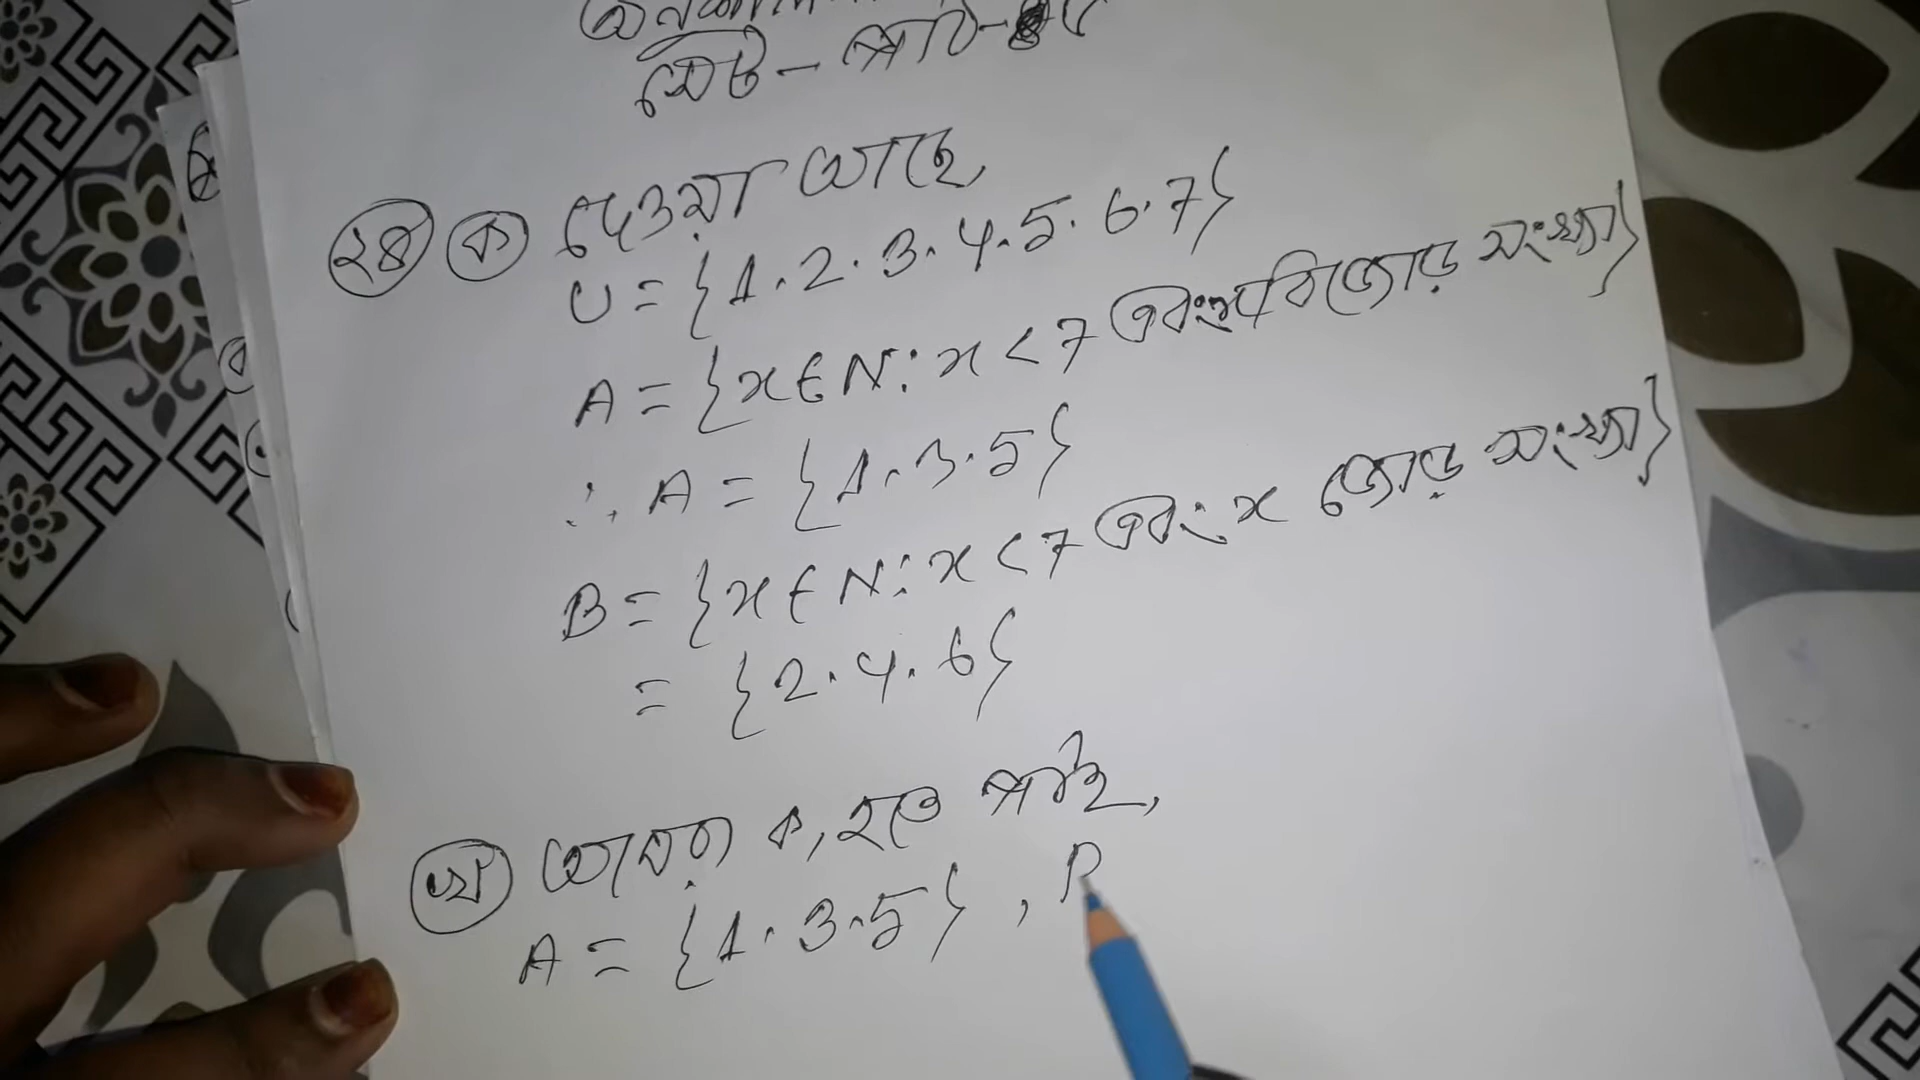 সেট - পাঠ -
২৪ ক দেওয়া আছে,
U = {1. 2. 3. 4. 5. 6. 7}
A = {x ∈ N : x < 7 এবং x বিজোড় সংখ্যা}
∴ A = {1. 3. 5}
B = {x ∈ N : x < 7 এবং x জোড় সংখ্যা}
= {2. 4. 6}
খ আমরা ক, হতে পাই,
A = {1. 3. 5} ,